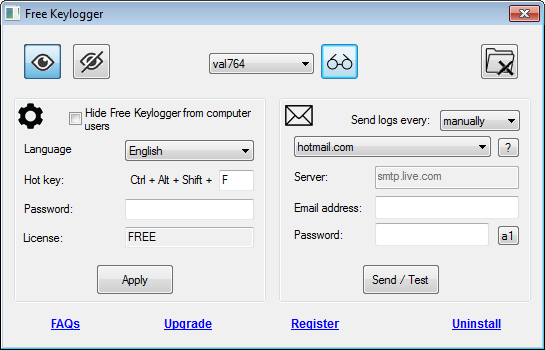 Free Keylogger
val764
Hide Free Keylogger from computer
users
Language
English
Hot key:
Ctrl + Alt + Shift +
F
Password:
License:
FREE
Apply
Send logs every:
manually
hotmail.com
?
Server:
smtp.live.com
Email address:
Password:
a1
Send / Test
FAQs
Upgrade
Register
Uninstall